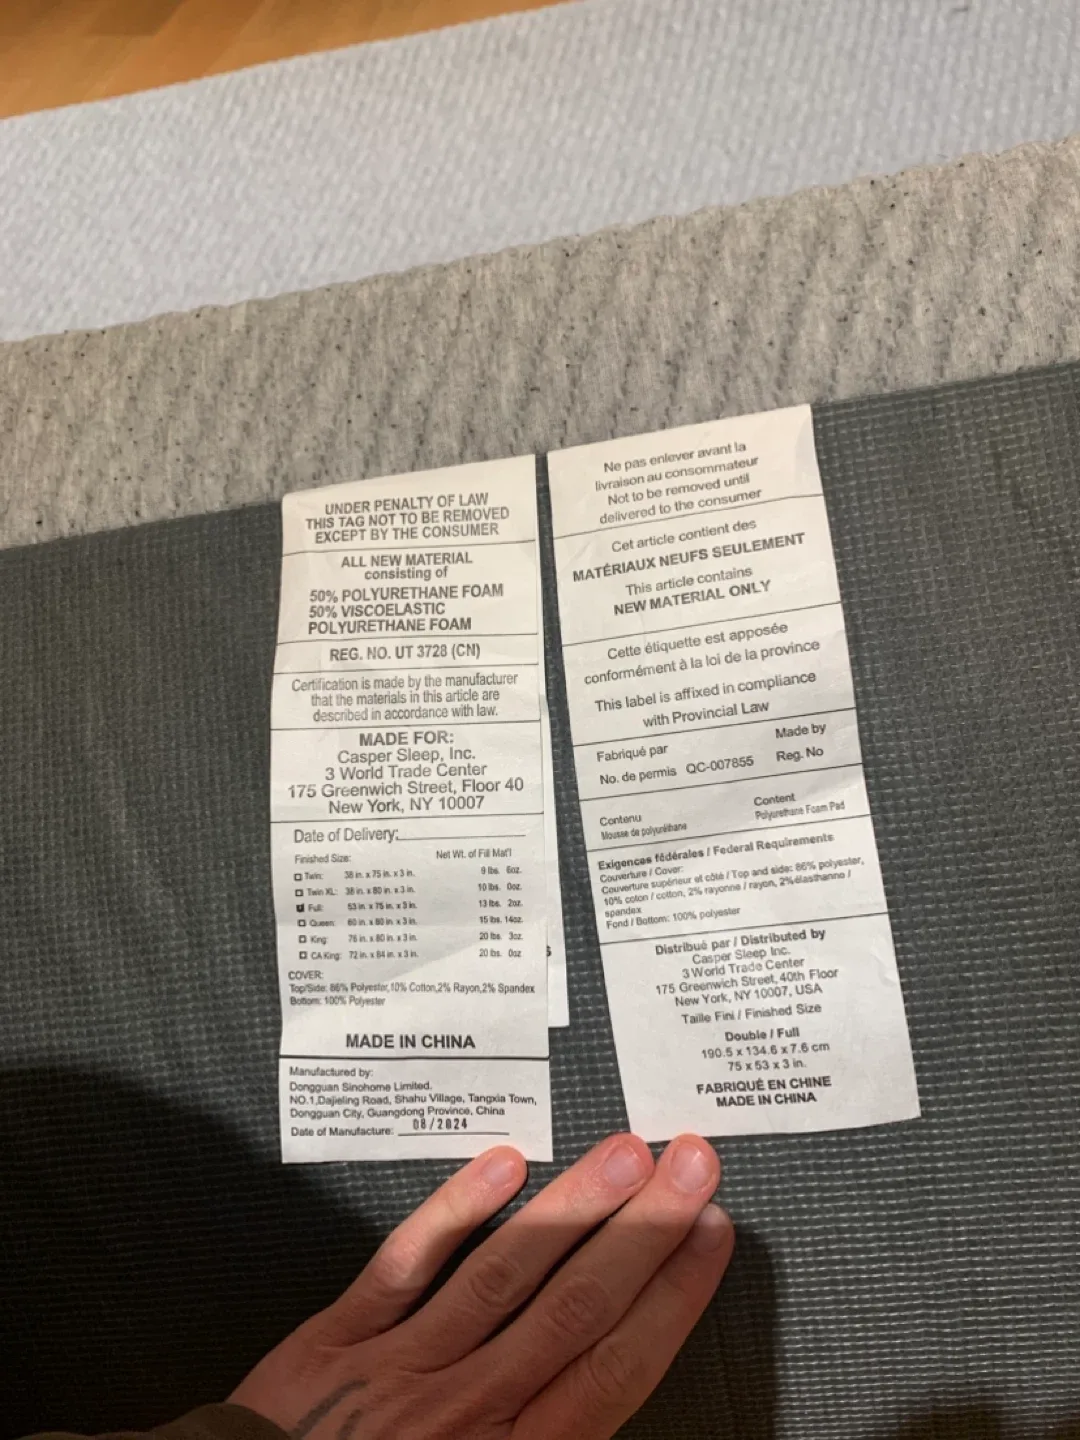 UNDER PENALTY OF LAW
THIS TAG NOT TO BE REMOVED
EXCEPT BY THE CONSUMER
ALL NEW MATERIAL
consisting of
50% POLYURETHANE FOAM
50% VISCOELASTIC
POLYURETHANE FOAM
REG. NO. UT 3728 (CN)
Certification is made by the manufacturer
that the materials in this article are
described in accordance with law.
MADE FOR:
Casper Sleep, Inc.
3 World Trade Center
175 Greenwich Street, Floor 40
New York, NY 10007
Date of Delivery:
Finished Size: Net Wt. of Fill Mat'l
Twin: 38 in. x 75 in. x 3 in. 9 lbs. 6oz.
Twin XL: 38 in. x 80 in. x 3 in. 10 lbs. 0oz.
Full: 53 in. x 75 in. x 3 in. 13 lbs. 2oz.
Queen: 60 in. x 80 in. x 3 in. 15 lbs. 14oz.
King: 76 in. x 80 in. x 3 in. 20 lbs. 3oz.
CA King: 72 in. x 84 in. x 3 in. 20 lbs. 0oz
COVER:
Top/Side: 86% Polyester,10% Cotton,2% Rayon,2% Spandex
Bottom: 100% Polyester
MADE IN CHINA
Manufactured by:
Dongguan Sinohome Limited.
NO.1,Dajieling Road, Shahu Village, Tangxia Town,
Dongguan City, Guangdong Province, China
Date of Manufacture: 08/2024
S
Ne pas enlever avant la
livraison au consommateur
Not to be removed until
delivered to the consumer
Cet article contient des
MATÉRIAUX NEUFS SEULEMENT
This article contains
NEW MATERIAL ONLY
Cette étiquette est apposée
conformément à la loi de la province
This label is affixed in compliance
with Provincial Law
Fabriqué par Made by
No. de permis QC-007855 Reg. No
Contenu Content
Mousse de polyuréthane Polyurethane Foam Pad
Exigences fédérales / Federal Requirements
Couverture / Cover:
Couverture supérieur et côté / Top and side: 86% polyester,
10% coton / cotton, 2% rayonne / rayon, 2%élasthanno /
spandex
Fond / Bottom: 100% polyester
Distribué par / Distributed by
Casper Sleep Inc.
3 World Trade Center
175 Greenwich Street, 40th Floor
New York, NY 10007, USA
Taille Fini / Finished Size
Double / Full
190.5 x 134.6 x 7.6 cm
75 x 53 x 3 in.
FABRIQUÉ EN CHINE
MADE IN CHINA